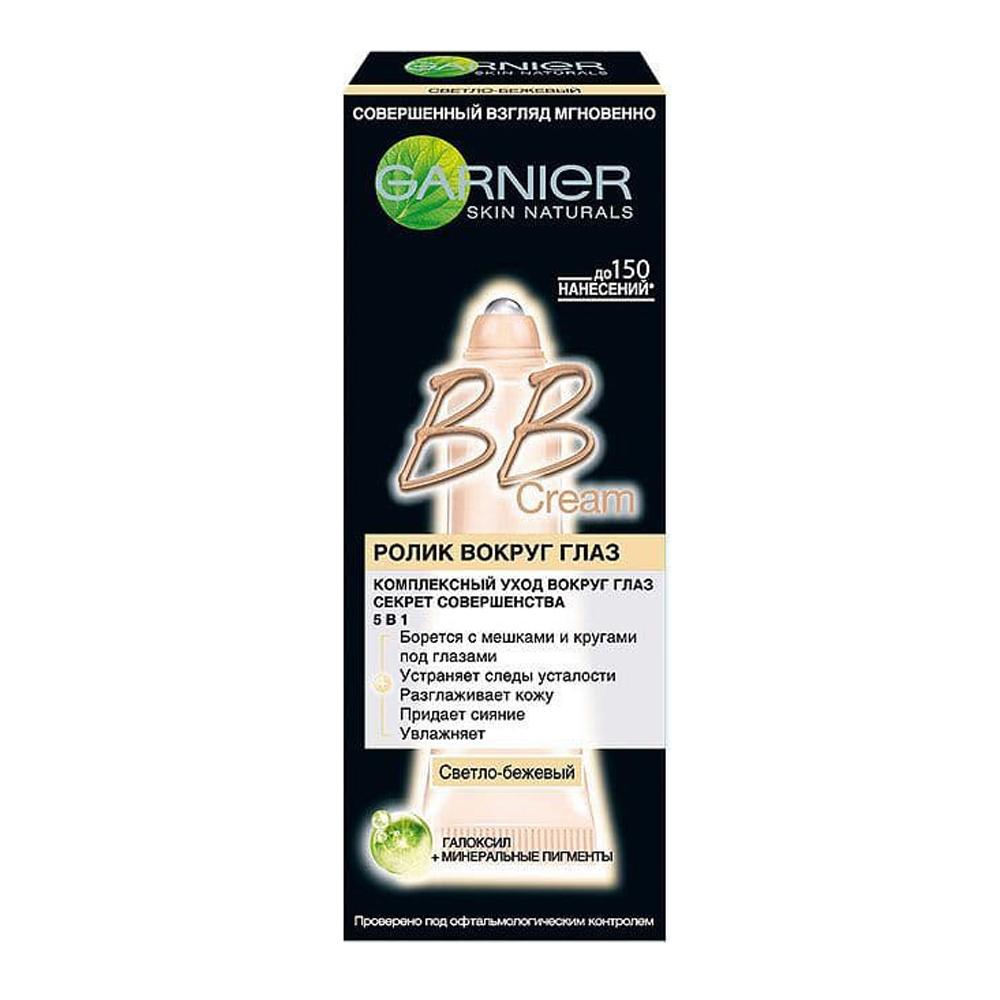 GARNIER
SKIN NATURALS
СВЕТЛО-БЕЖЕВЫЙ
СОВЕРШЕННЫЙ ВЗГЛЯД МГНОВЕННО
GARNIER
SKIN NATURALS
до 150
НАНЕСЕНИЙ*
BB
Cream
РОЛИК ВОКРУГ ГЛАЗ
КОМПЛЕКСНЫЙ УХОД ВОКРУГ ГЛАЗ
СЕКРЕТ СОВЕРШЕНСТВА
5 В 1
Борется с мешками и кругами
под глазами
Устраняет следы усталости
Разглаживает кожу
Придает сияние
Увлажняет
Светло-бежевый
ГАЛОКСИЛ
+ МИНЕРАЛЬНЫЕ ПИГМЕНТЫ
Проверено под офтальмологическим контролем